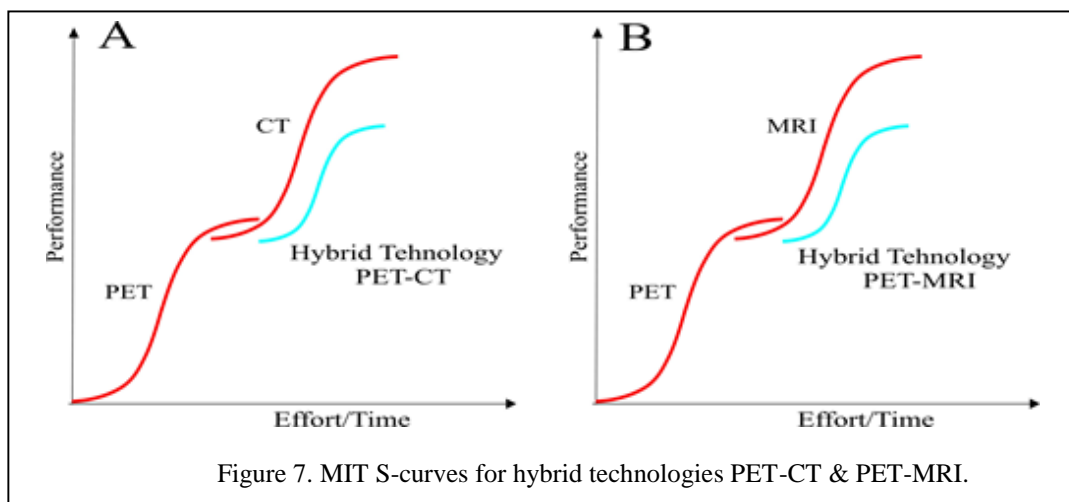 A
Performance
CT
PET
Hybrid Tehnology
PET-CT
Effort/Time
B
Performance
MRI
PET
Hybrid Tehnology
PET-MRI
Effort/Time
Figure 7. MIT S-curves for hybrid technologies PET-CT & PET-MRI.